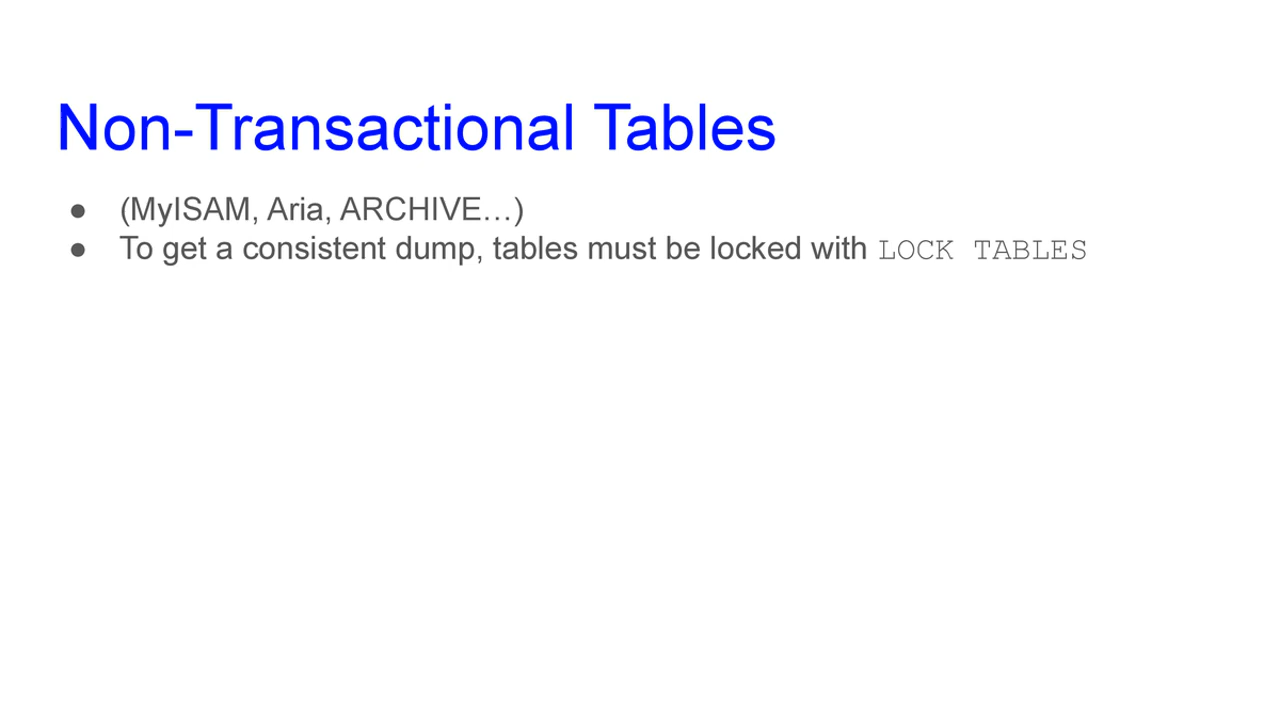 Non-Transactional Tables
● (MyISAM, Aria, ARCHIVE…)
● To get a consistent dump, tables must be locked with LOCK TABLES